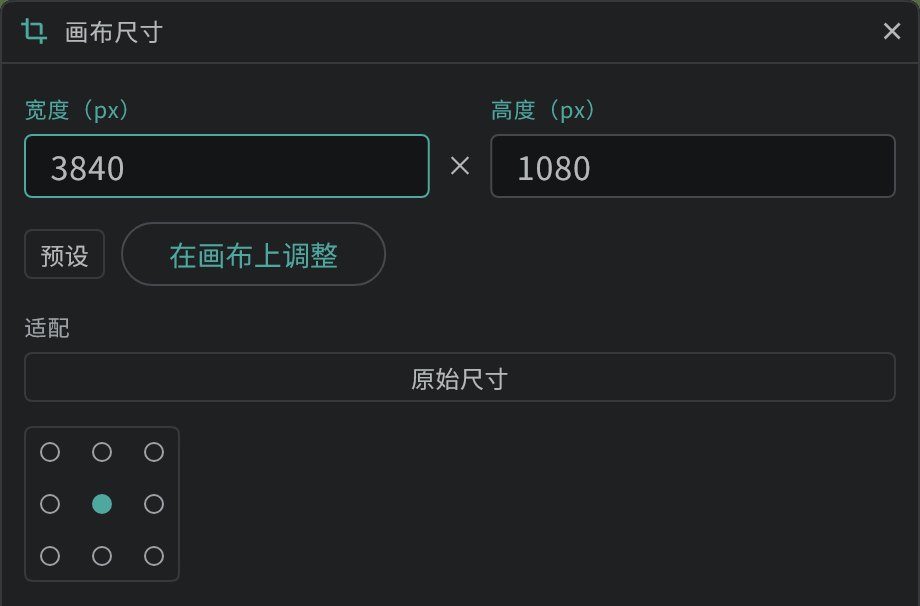 画布尺寸 ×
宽度（px） 高度（px）
3840 × 1080
预设 在画布上调整
适配
原始尺寸